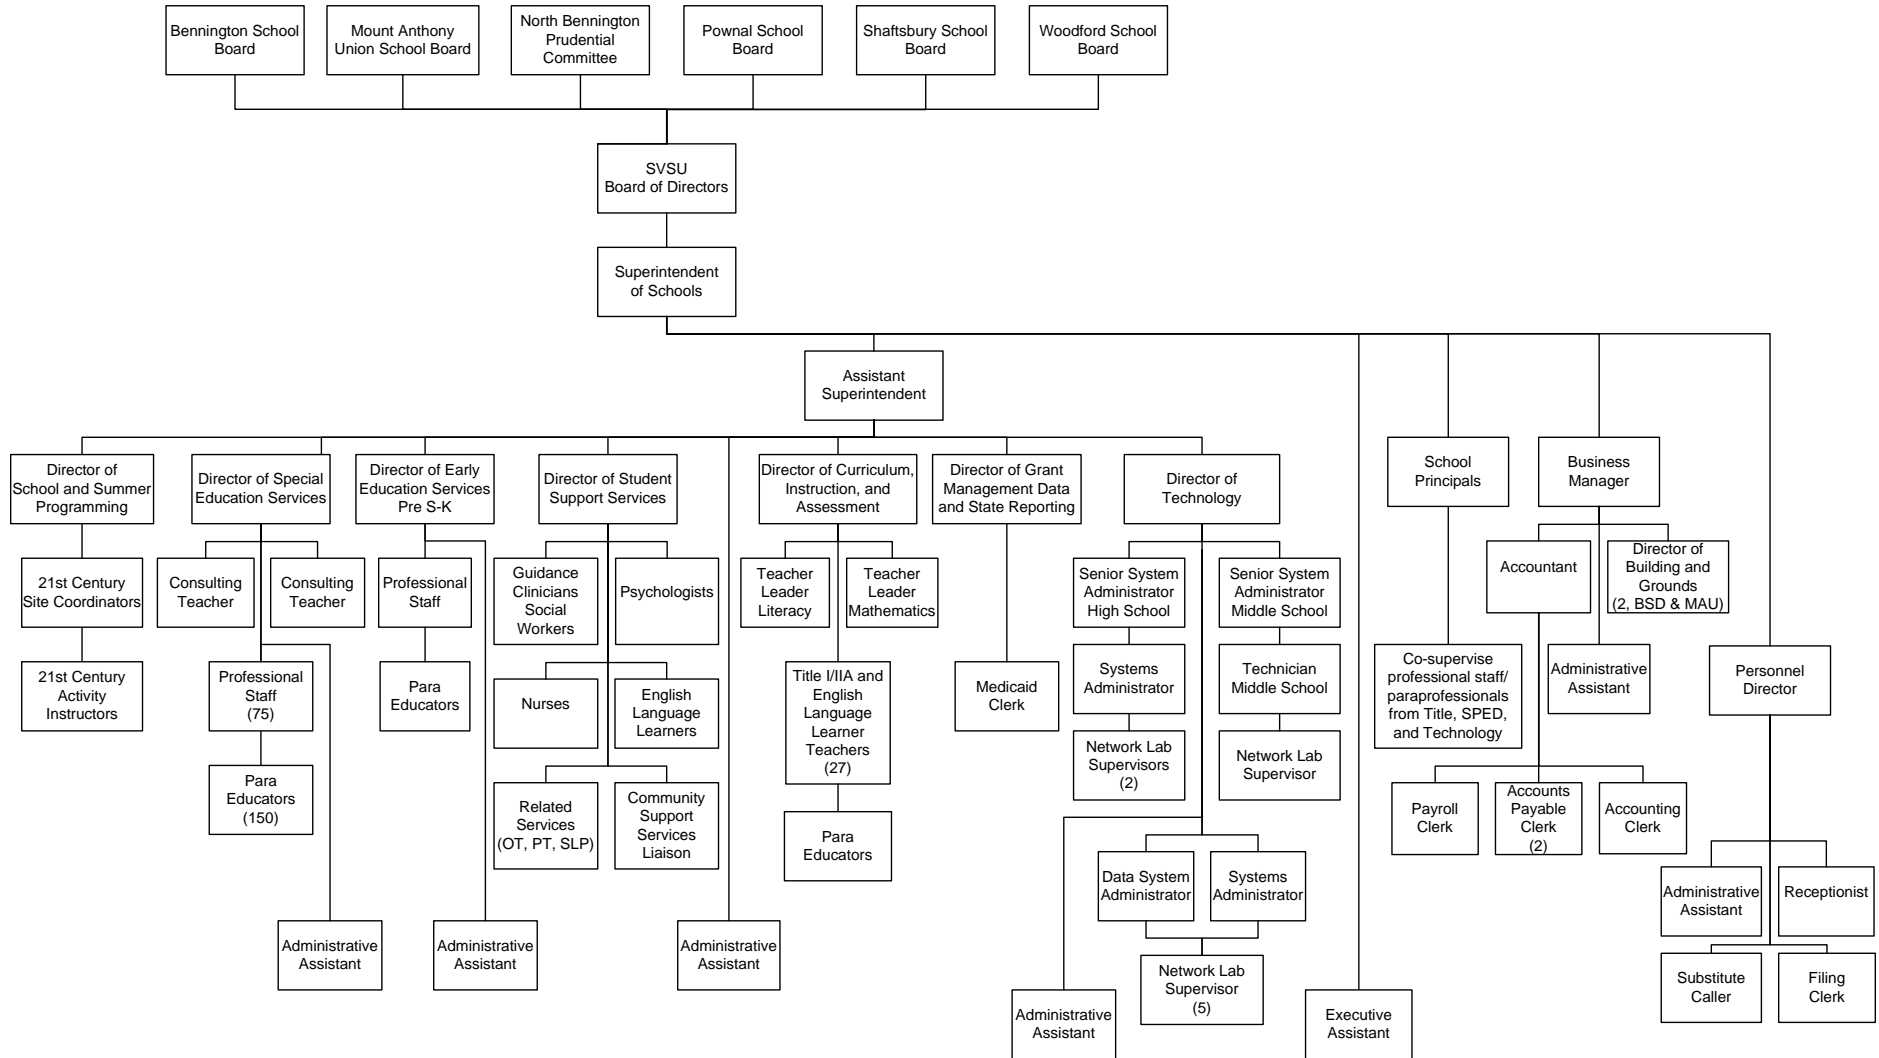 Bennington School
Board
Mount Anthony
Union School Board
North Bennington
Prudential
Committee
Pownal School
Board
Shaftsbury School
Board
Woodford School
Board
SVSU
Board of Directors
Superintendent
of Schools
Assistant
Superintendent
Director of
School and Summer
Programming
Director of Special
Education Services
Director of Early
Education Services
Pre S-K
Director of Student
Support Services
Director of Curriculum,
Instruction, and
Assessment
Director of Grant
Management Data
and State Reporting
Director of
Technology
School
Principals
Business
Manager
21st Century
Site Coordinators
Consulting
Teacher
Consulting
Teacher
Professional
Staff
Guidance
Clinicians
Social
Workers
Psychologists
Teacher
Leader
Literacy
Teacher
Leader
Mathematics
Senior System
Administrator
High School
Senior System
Administrator
Middle School
Accountant
Director of
Building and
Grounds
(2, BSD & MAU)
21st Century
Activity
Instructors
Professional
Staff
(75)
Para
Educators
Nurses
English
Language
Learners
Title I/IIA and
English
Language
Learner
Teachers
(27)
Medicaid
Clerk
Systems
Administrator
Technician
Middle School
Co-supervise
professional staff/
paraprofessionals
from Title, SPED,
and Technology
Administrative
Assistant
Personnel
Director
Para
Educators
(150)
Related
Services
(OT, PT, SLP)
Community
Support
Services
Liaison
Para
Educators
Network Lab
Supervisors
(2)
Network Lab
Supervisor
Payroll
Clerk
Accounts
Payable
Clerk
(2)
Accounting
Clerk
Data System
Administrator
Systems
Administrator
Administrative
Assistant
Receptionist
Administrative
Assistant
Administrative
Assistant
Administrative
Assistant
Network Lab
Supervisor
(5)
Substitute
Caller
Filing
Clerk
Administrative
Assistant
Executive
Assistant